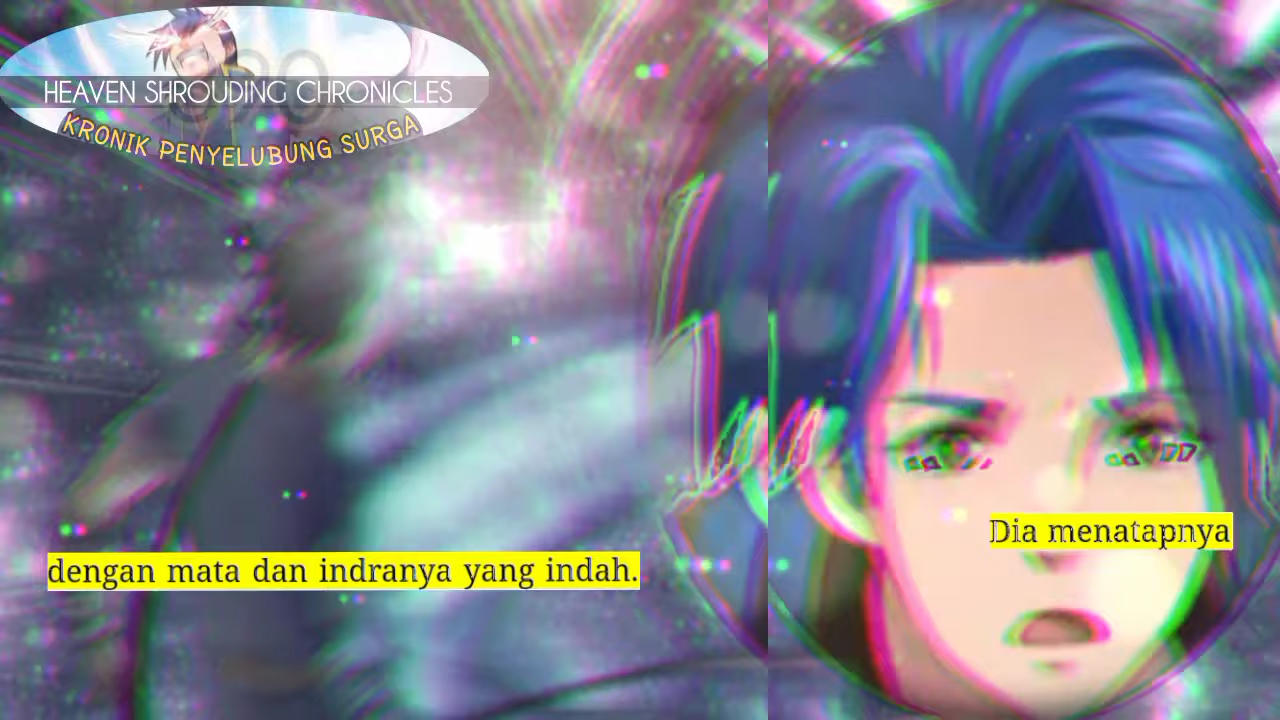 HEAVEN SHROUDING CHRONICLES
KRONIK PENYELUBUNG SURGA
Dia menatapnya
dengan mata dan indranya yang indah.